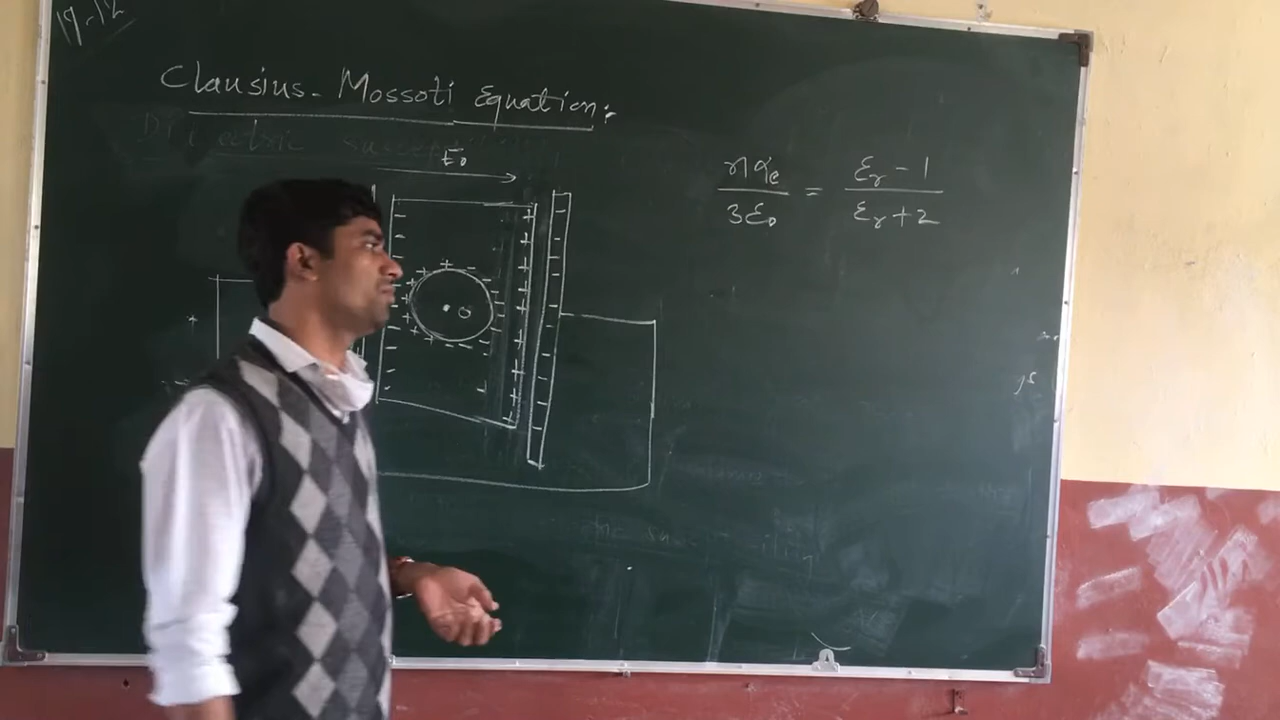 19-12
Clausius-Mossoti Equation:
E₀
nαe/3ε₀ = εr - 1/εr + 2
O